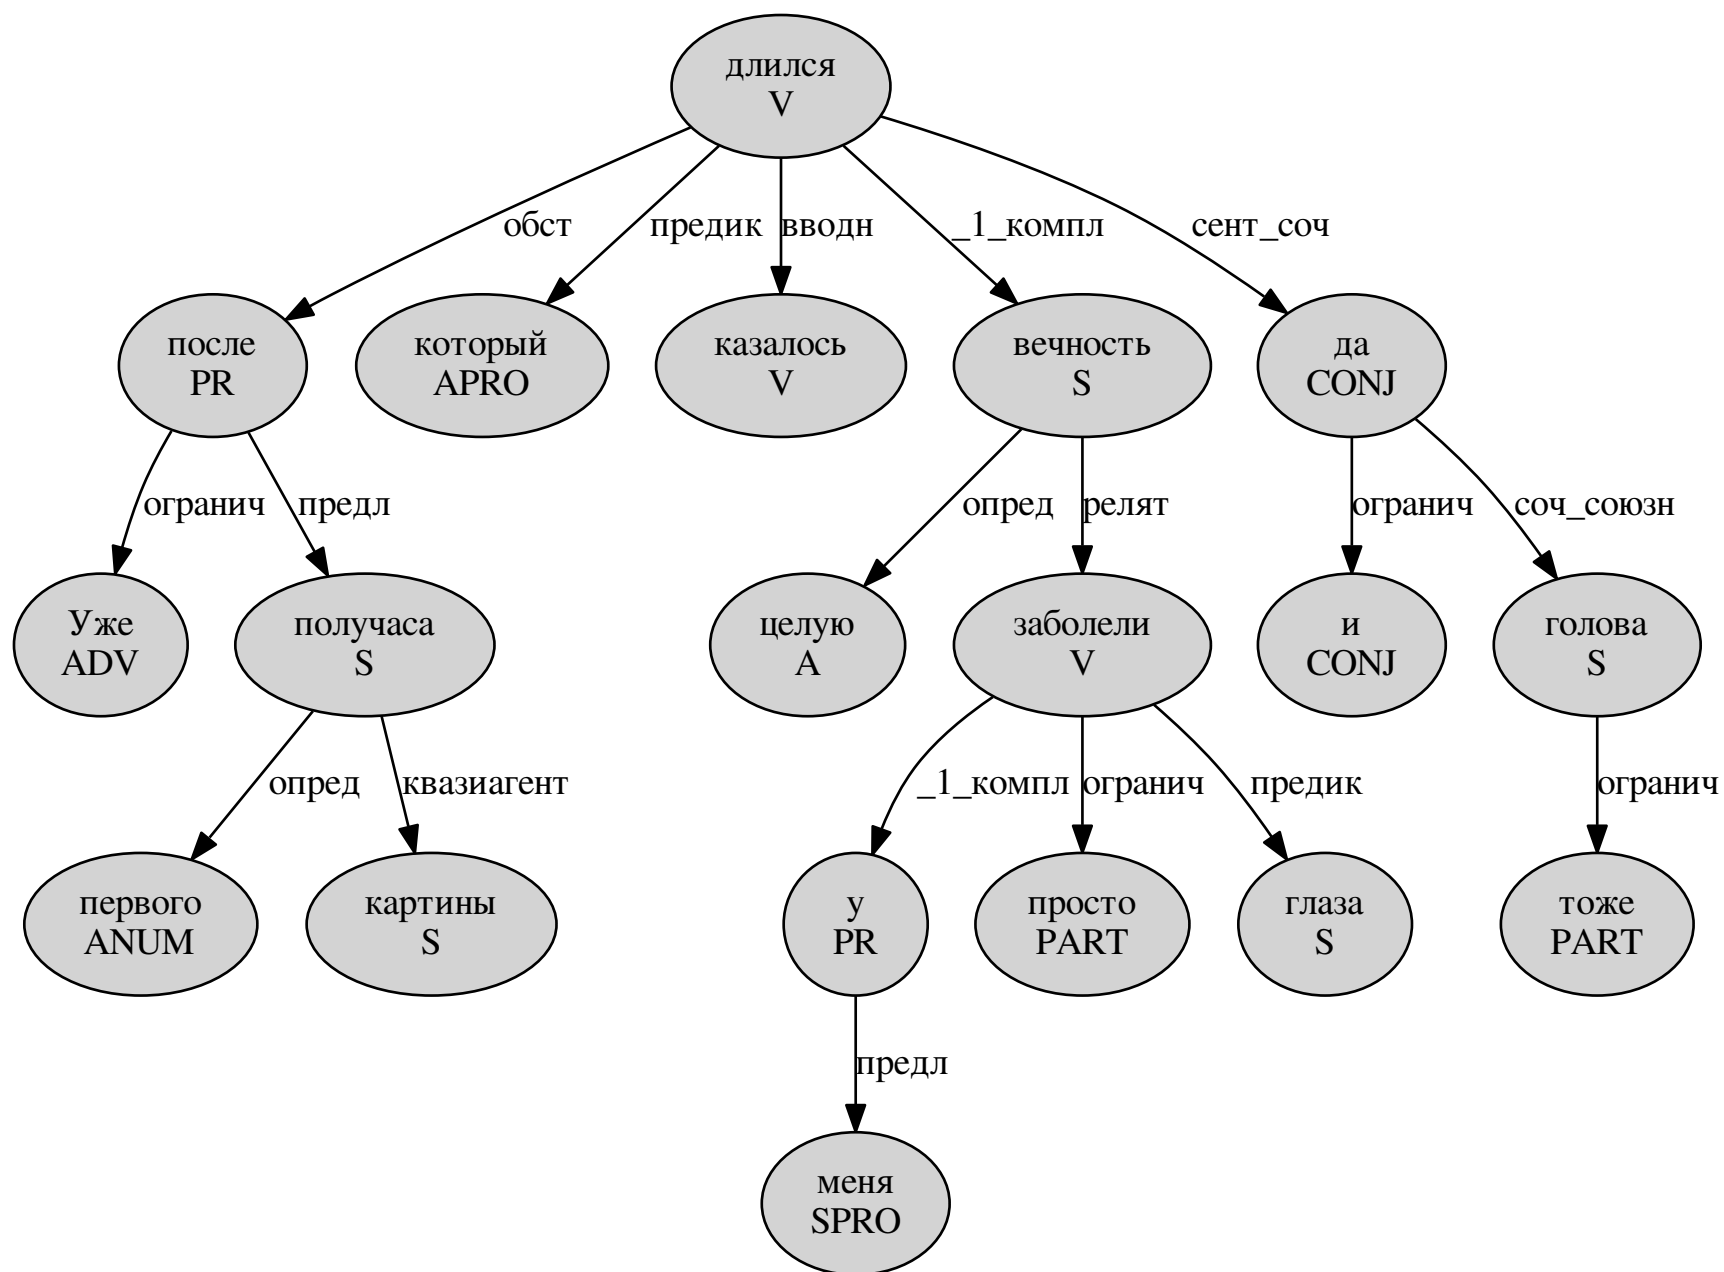 длился
V
обст
предик
вводн
_1_компл
сент_соч
после
PR
который
APRO
казалось
V
вечность
S
да
CONJ
огранич
предл
опред
релят
огранич
соч_союзн
Уже
ADV
получаса
S
целую
A
заболели
V
и
CONJ
голова
S
опред
квазиагент
_1_компл
огранич
предик
огранич
первого
ANUM
картины
S
у
PR
просто
PART
глаза
S
тоже
PART
предл
меня
SPRO